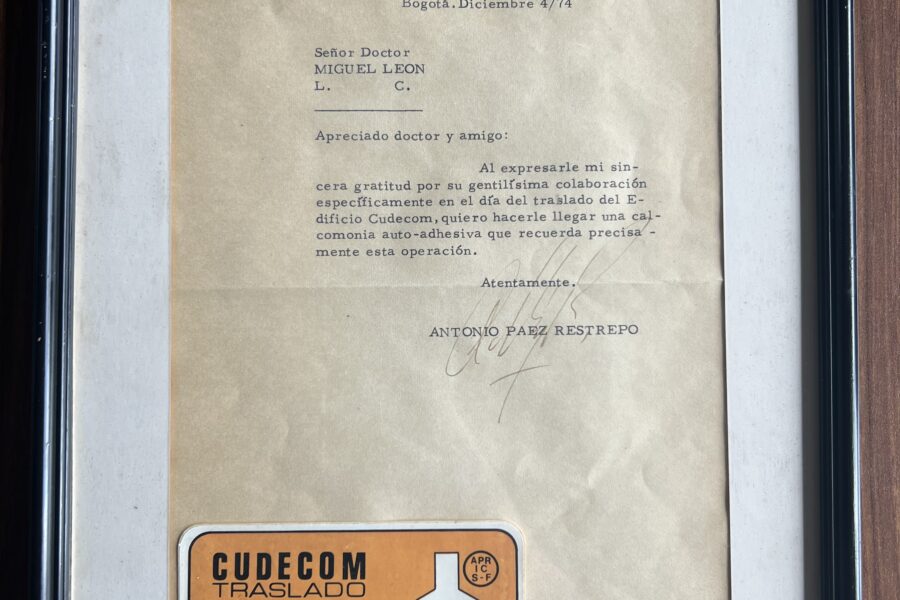 Bogotá. Diciembre 4/74
Señor Doctor
MIGUEL LEON
L. C.
Apreciado doctor y amigo:
Al expresarle mi sin-
cera gratitud por su gentilísima colaboración
específicamente en el día del traslado del E-
dificio Cudecom, quiero hacerle llegar una cal-
comonia auto-adhesiva que recuerda precisa -
mente esta operación.
Atentamente.
ANTONIO PAEZ RESTREPO
CUDECOM
TRASLADO
APR
IC
S-F